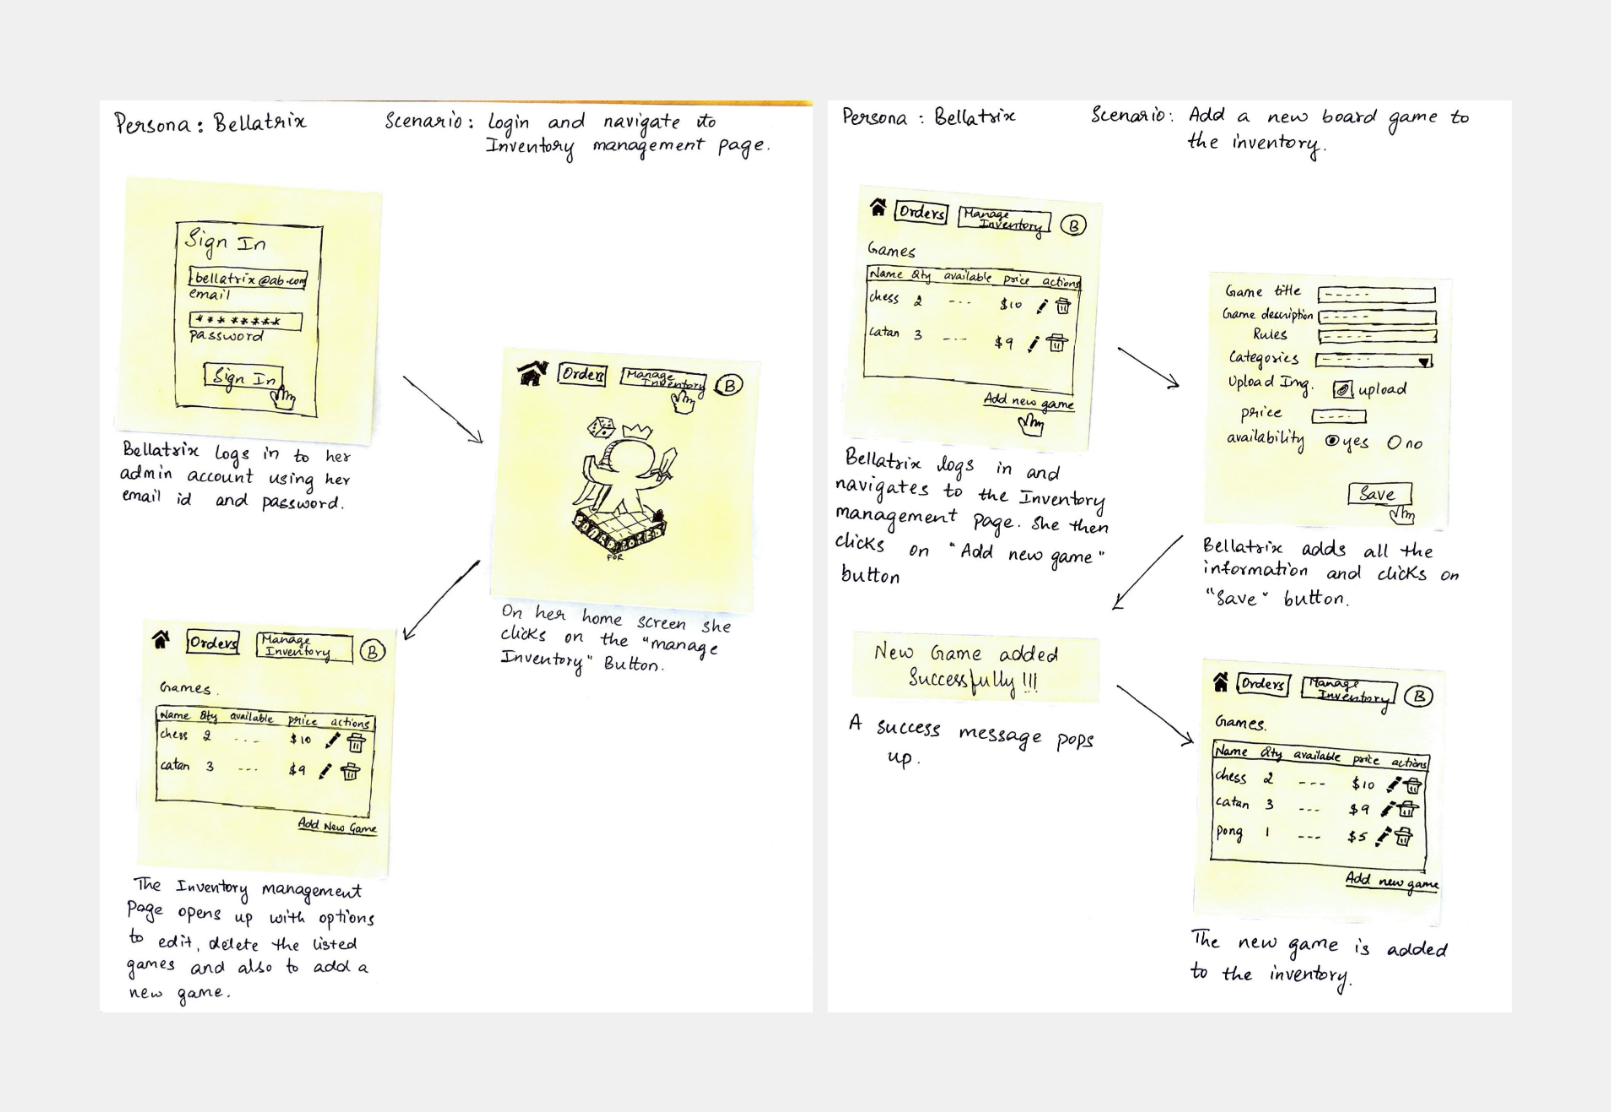 Persona : Bellatrix
Scenario : Login and navigate to
Inventory management page.
Sign In
bellatrix@ab.com
email
********
password
Sign In
Bellatrix logs in to her
admin account using her
email id and password.
Orders
Manage
Inventory
B
FOR
On her home screen she
clicks on the "manage
Inventory" Button.
Orders
Manage
Inventory
B
Games.
Name Qty available price actions
chess 2 --- $10
catan 3 --- $9
Add New Game
The Inventory management
Page opens up with options
to edit, delete the listed
games and also to add a
new game.
Persona : Bellatrix
Scenario: Add a new board game to
the inventory.
Orders
Manage
Inventory
B
Games
Name Qty available price actions
chess 2 --- $10
catan 3 --- $9
Add new game
Bellatrix logs in and
navigates to the Inventory
management page. She then
clicks on "Add new game"
button
Game title -----
Game description -----
Rules -----
Categories -----
Upload Img. upload
price ----
availability yes no
Save
Bellatrix adds all the
information and clicks on
"Save" button.
New Game added
Successfully !!!
A success message pops
up.
Orders
Manage
Inventory
B
Games.
Name Qty available price actions
chess 2 --- $10
catan 3 --- $9
pong 1 --- $5
Add new game
The new game is added
to the inventory.